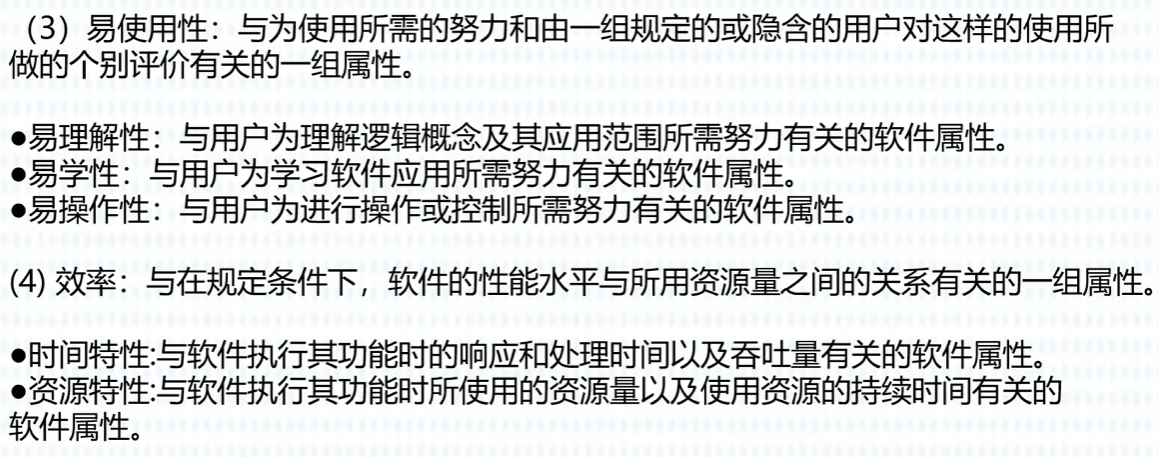 （3）易使用性：与为使用所需的努力和由一组规定的或隐含的用户对这样的使用所
做的个别评价有关的一组属性。
●易理解性：与用户为理解逻辑概念及其应用范围所需努力有关的软件属性。
●易学性：与用户为学习软件应用所需努力有关的软件属性。
●易操作性：与用户为进行操作或控制所需努力有关的软件属性。
(4) 效率：与在规定条件下，软件的性能水平与所用资源量之间的关系有关的一组属性。
●时间特性:与软件执行其功能时的响应和处理时间以及吞吐量有关的软件属性。
●资源特性:与软件执行其功能时所使用的资源量以及使用资源的持续时间有关的
软件属性。